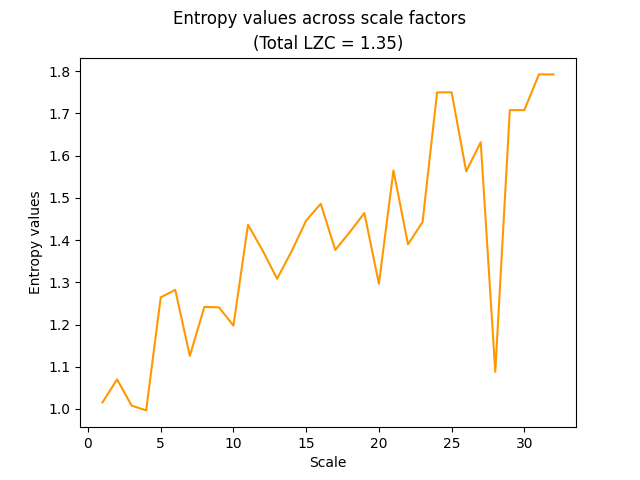 Entropy values across scale factors
(Total LZC = 1.35)
1.8
1.7
1.6
1.5
1.4
1.3
1.2
1.1
1.0
Entropy values
0 5 10 15 20 25 30
Scale